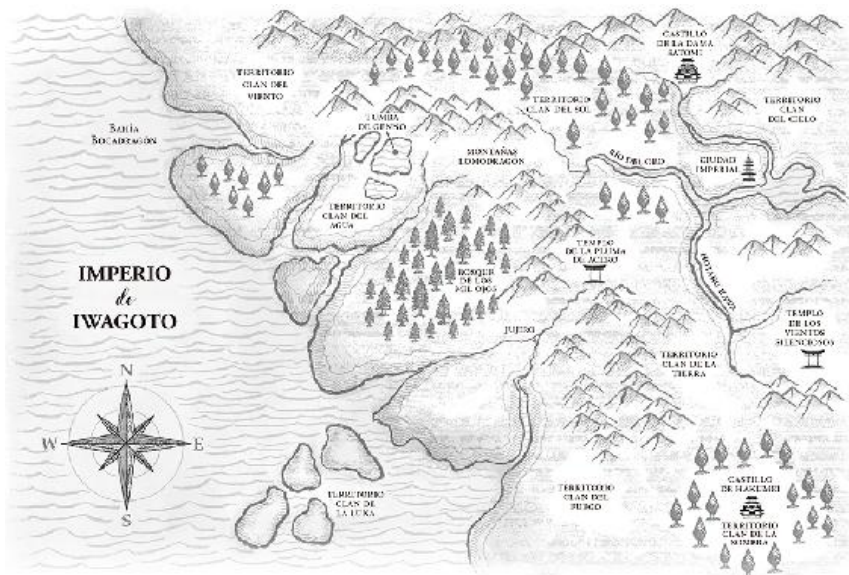 CASTILLO
DE LA DAMA
SATOMI
TERRITORIO
CLAN DEL
VIENTO
TERRITORIO
CLAN DEL SOL
TERRITORIO
CLAN
DEL CIELO
BAHÍA
BOCADRAGÓN
TUMBA
DE GENNO
MONTAÑAS
LOMODRAGÓN
RÍO DEL ORO
CIUDAD
IMPERIAL
TERRITORIO
CLAN DEL
AGUA
TEMPLO
DE LA PLUMA
DE ACERO
BOSQUE
DE LOS
MIL OJOS
IMPERIO
de
IWAGOTO
TEMPLO
DE LOS
VIENTOS
SILENCIOSOS
JUJIRO
TERRITORIO
CLAN DE LA
TIERRA
N
W
E
S
TERRITORIO
CLAN DE
LA LUNA
TERRITORIO
CLAN DEL
FUEGO
CASTILLO
DE HAKUMEI
TERRITORIO
CLAN DE LA
SOMBRA